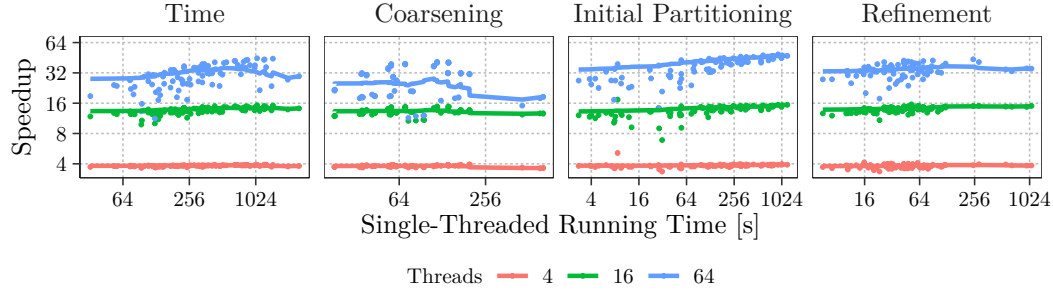 Time Coarsening Initial Partitioning Refinement
Speedup
64
32
16
8
4
64 256 1024 64 256 4 16 64 256 1024 16 64 256 1024
Single-Threaded Running Time [s]
Threads 4 16 64